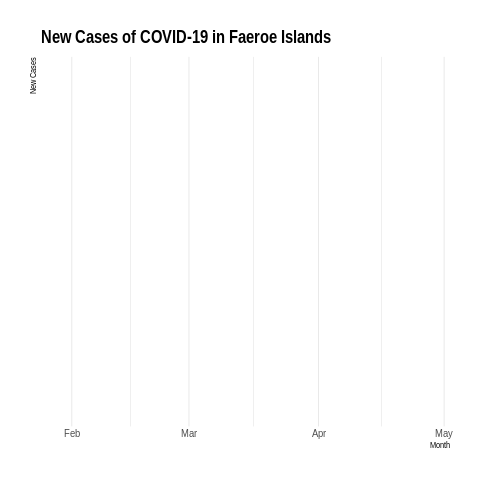 New Cases of COVID-19 in Faeroe Islands
New Cases
Feb Mar Apr May
Month